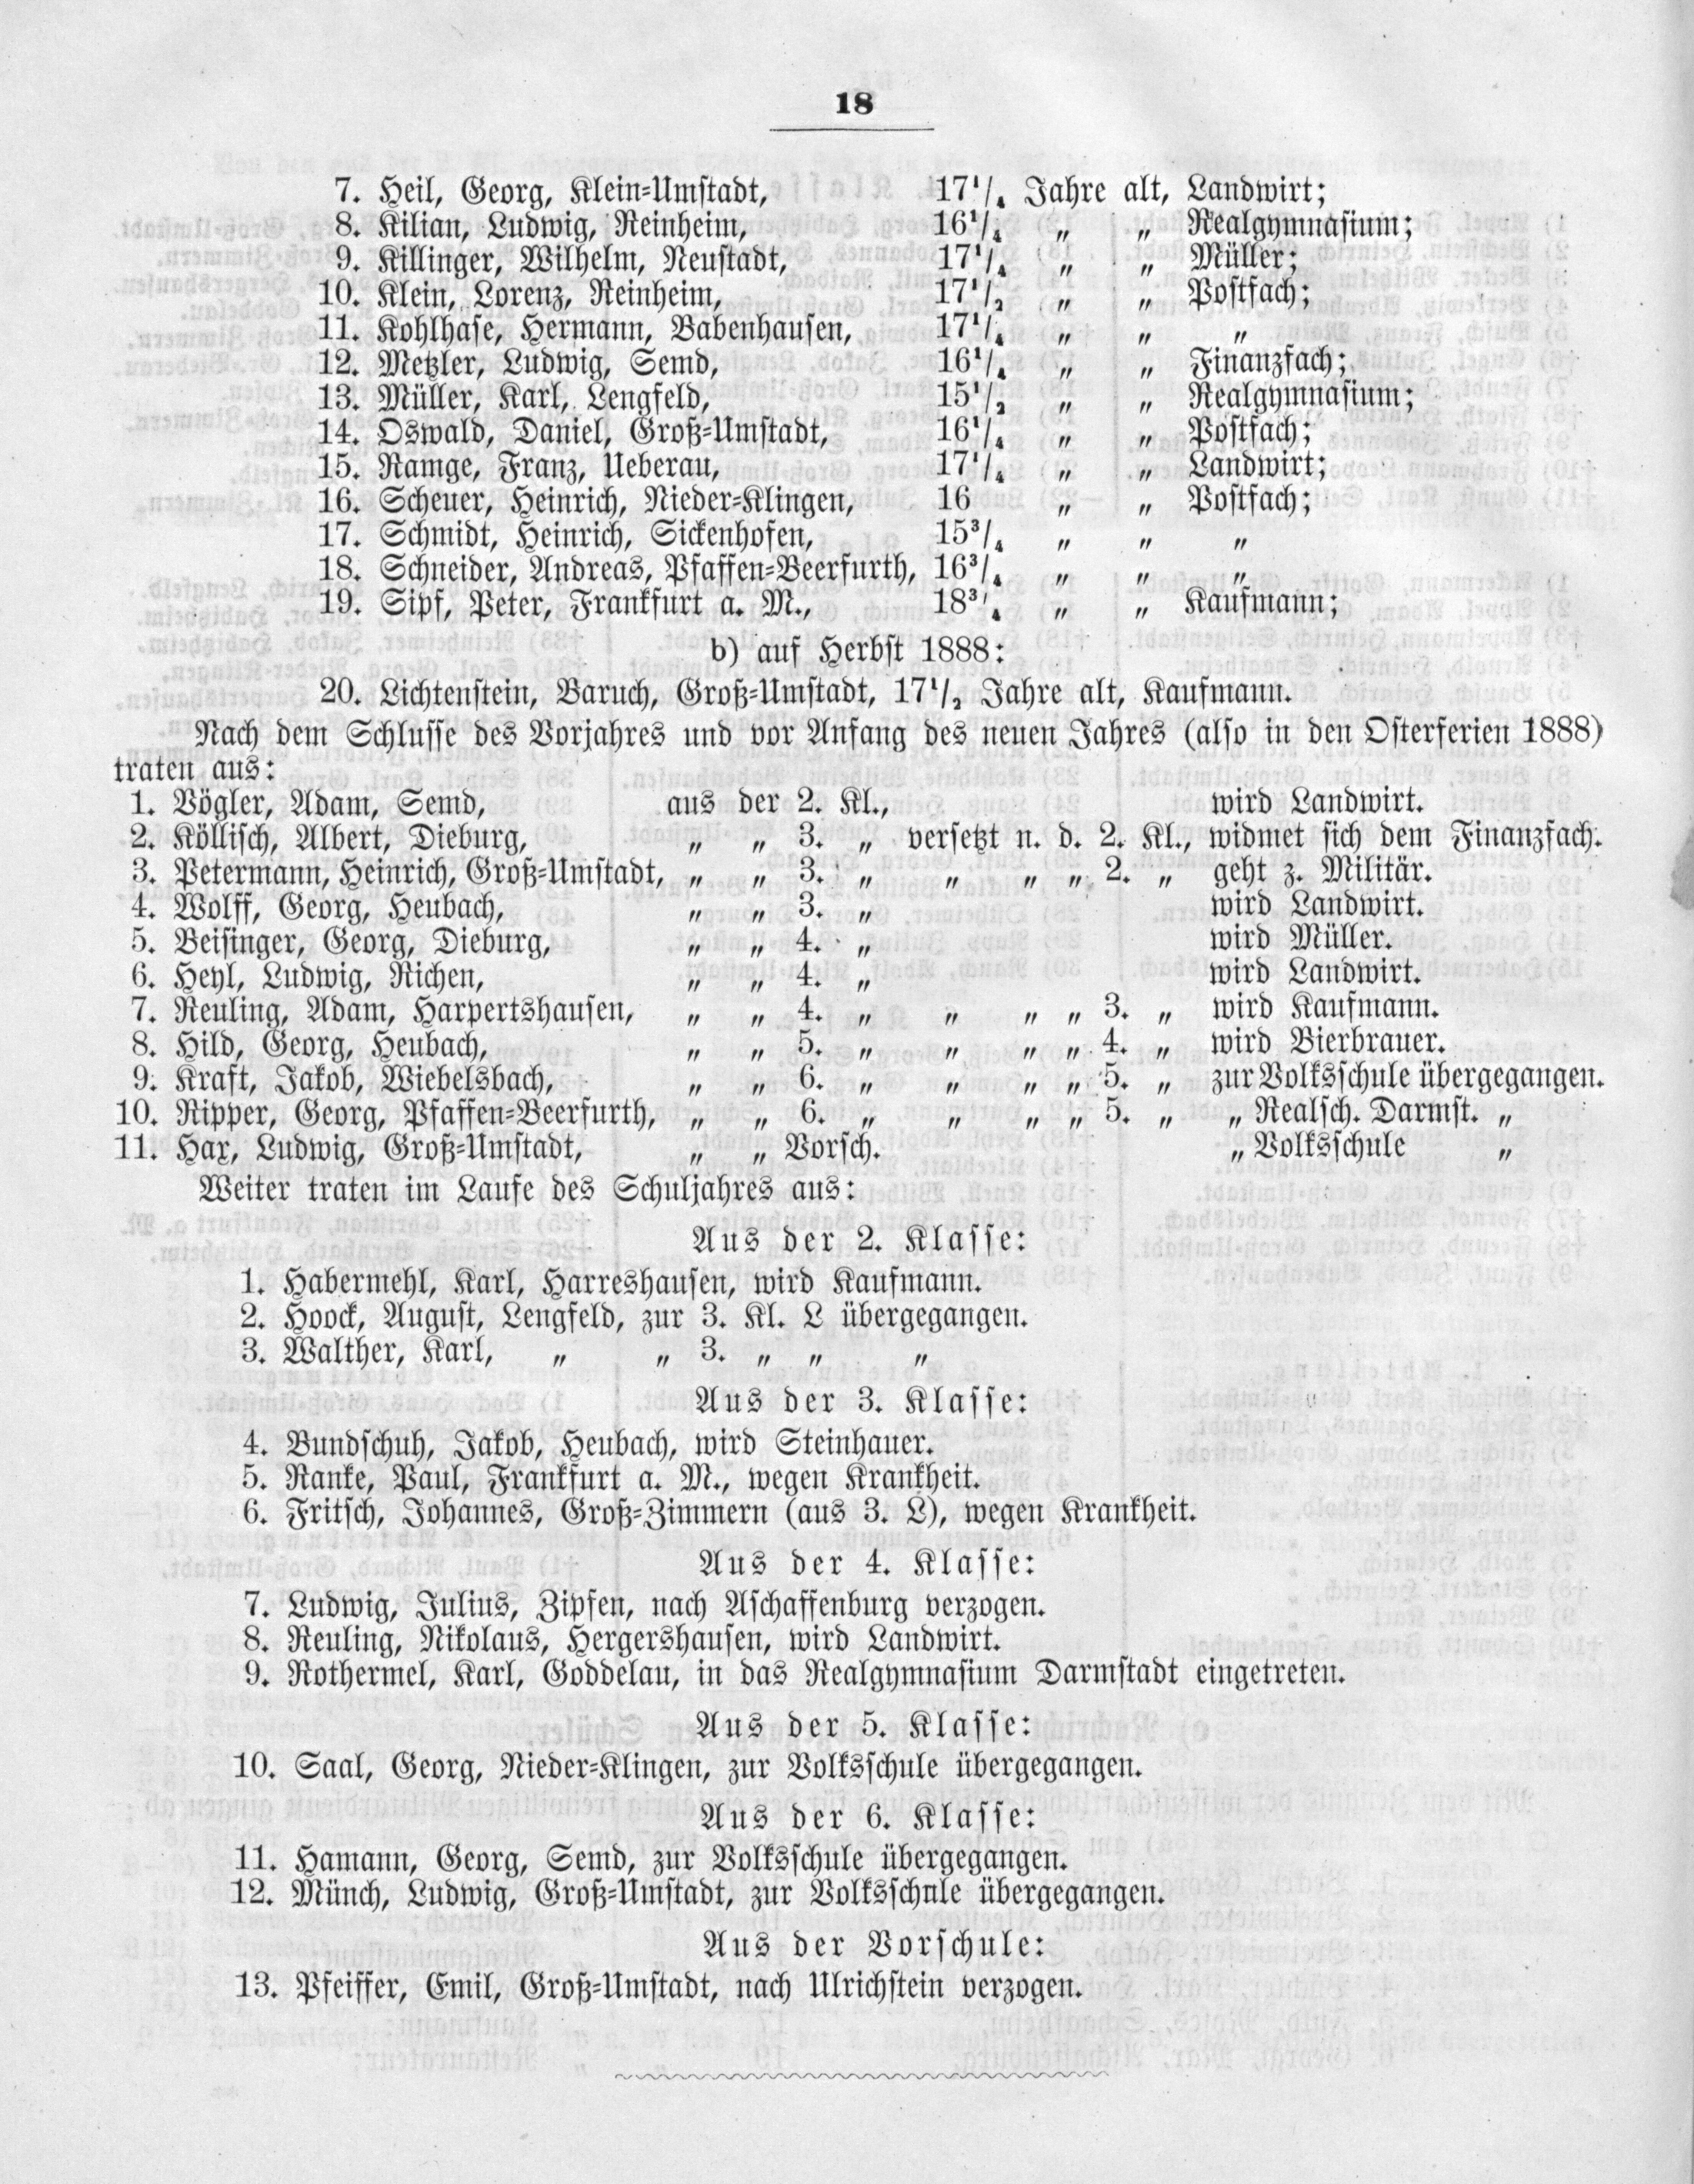 18
7. Heil, Georg, Klein-Umstadt, 17¹/₄ Jahre alt, Landwirt;
8. Kilian, Ludwig, Reinheim, 16¹/₄ „ „ Realgymnasium;
9. Killinger, Wilhelm, Neustadt, 17¹/₄ „ „ Müller;
10. Klein, Lorenz, Reinheim, 17¹/₂ „ „ Postfach;
11. Kohlhase, Hermann, Babenhausen, 17¹/₄ „ „ „
12. Metzler, Ludwig, Semd, 16¹/₄ „ „ Finanzfach;
13. Müller, Karl, Lengfeld, 15¹/₂ „ „ Realgymnasium;
14. Oswald, Daniel, Groß-Umstadt, 16¹/₄ „ „ Postfach;
15. Ramge, Franz, Ueberau, 17¹/₄ „ „ Landwirt;
16. Scheuer, Heinrich, Nieder-Klingen, 16 „ „ Postfach;
17. Schmidt, Heinrich, Sickenhofen, 15³/₄ „ „ „
18. Schneider, Andreas, Pfaffen-Beerfurth, 16³/₄ „ „ „
19. Sipf, Peter, Frankfurt a. M., 18³/₄ „ „ Kaufmann;
b) auf Herbst 1888:
20. Lichtenstein, Baruch, Groß-Umstadt, 17¹/₂ Jahre alt, Kaufmann.
Nach dem Schlusse des Vorjahres und vor Anfang des neuen Jahres (also in den Osterferien 1888)
traten aus:
1. Vögler, Adam, Semd, aus der 2. Kl., wird Landwirt.
2. Köllisch, Albert, Dieburg, „ „ 3. „ versetzt n. d. 2. Kl., widmet sich dem Finanzfach.
3. Petermann, Heinrich, Groß-Umstadt, „ „ 3. „ „ „ „ 2. „ geht z. Militär.
4. Wolff, Georg, Heubach, „ „ 3. „ wird Landwirt.
5. Beisinger, Georg, Dieburg, „ „ 4. „ wird Müller.
6. Heyl, Ludwig, Richen, „ „ 4. „ wird Landwirt.
7. Reuling, Adam, Harpertshausen, „ „ 4. „ „ „ „ 3. „ wird Kaufmann.
8. Hild, Georg, Heubach, „ „ 5. „ „ „ „ 4. „ wird Bierbrauer.
9. Kraft, Jakob, Wiebelsbach, „ „ 6. „ „ „ „ 5. „ zur Volksschule übergegangen.
10. Ripper, Georg, Pfaffen-Beerfurth, „ „ 6. „ „ „ „ 5. „ „ Realsch. Darmst. „
11. Hax, Ludwig, Groß-Umstadt, „ „ Vorsch. „ Volksschule „
Weiter traten im Laufe des Schuljahres aus:
Aus der 2. Klasse:
1. Habermehl, Karl, Harreshausen, wird Kaufmann.
2. Hoock, August, Lengfeld, zur 3. Kl. L übergegangen.
3. Walther, Karl, „ „ 3. „ „ „
Aus der 3. Klasse:
4. Bundschuh, Jakob, Heubach, wird Steinhauer.
5. Ranke, Paul, Frankfurt a. M., wegen Krankheit.
6. Fritsch, Johannes, Groß-Zimmern (aus 3. L), wegen Krankheit.
Aus der 4. Klasse:
7. Ludwig, Julius, Zipfen, nach Aschaffenburg verzogen.
8. Reuling, Nikolaus, Hergershausen, wird Landwirt.
9. Rothermel, Karl, Goddelau, in das Realgymnasium Darmstadt eingetreten.
Aus der 5. Klasse:
10. Saal, Georg, Nieder-Klingen, zur Volksschule übergegangen.
Aus der 6. Klasse:
11. Hamann, Georg, Semd, zur Volksschule übergegangen.
12. Münch, Ludwig, Groß-Umstadt, zur Volksschule übergegangen.
Aus der Vorschule:
13. Pfeiffer, Emil, Groß-Umstadt, nach Ulrichstein verzogen.